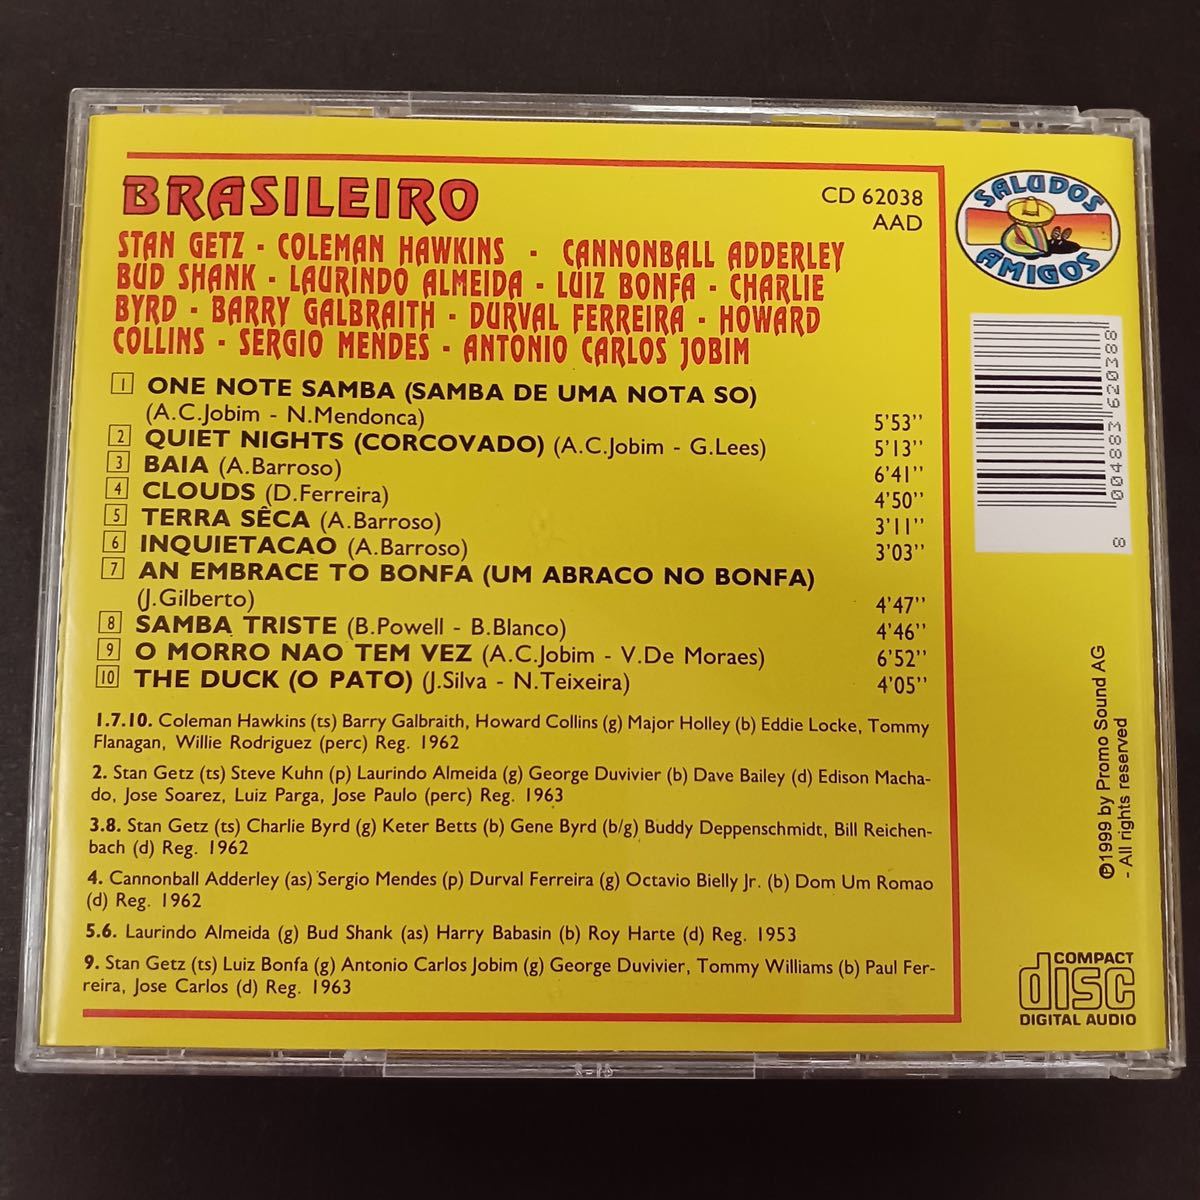 BRASILEIRO
CD 62038
AAD
SALUDOS
AMIGOS
STAN GETZ - COLEMAN HAWKINS - CANNONBALL ADDERLEY
BUD SHANK - LAURINDO ALMEIDA - LUIZ BONFA - CHARLIE
BYRD - BARRY GALBRAITH - DURVAL FERREIRA - HOWARD
COLLINS - SERGIO MENDES - ANTONIO CARLOS JOBIM
1 ONE NOTE SAMBA (SAMBA DE UMA NOTA SO)
(A.C.Jobim - N.Mendonca) 5'53''
2 QUIET NIGHTS (CORCOVADO) (A.C.Jobim - G.Lees) 5'13''
3 BAIA (A.Barroso) 6'41''
4 CLOUDS (D.Ferreira) 4'50''
5 TERRA SÊCA (A.Barroso) 3'11''
6 INQUIETACAO (A.Barroso) 3'03''
7 AN EMBRACE TO BONFA (UM ABRACO NO BONFA)
(J.Gilberto) 4'47''
8 SAMBA TRISTE (B.Powell - B.Blanco) 4'46''
9 O MORRO NAO TEM VEZ (A.C.Jobim - V.De Moraes) 6'52''
10 THE DUCK (O PATO) (J.Silva - N.Teixeira) 4'05''
1.7.10. Coleman Hawkins (ts) Barry Galbraith, Howard Collins (g) Major Holley (b) Eddie Locke, Tommy
Flanagan, Willie Rodriguez (perc) Reg. 1962
2. Stan Getz (ts) Steve Kuhn (p) Laurindo Almeida (g) George Duvivier (b) Dave Bailey (d) Edison Macha-
do, Jose Soarez, Luiz Parga, Jose Paulo (perc) Reg. 1963
3.8. Stan Getz (ts) Charlie Byrd (g) Keter Betts (b) Gene Byrd (b/g) Buddy Deppenschmidt, Bill Reichen-
bach (d) Reg. 1962
4. Cannonball Adderley (as) Sergio Mendes (p) Durval Ferreira (g) Octavio Bielly Jr. (b) Dom Um Romao
(d) Reg. 1962
5.6. Laurindo Almeida (g) Bud Shank (as) Harry Babasin (b) Roy Harte (d) Reg. 1953
9. Stan Getz (ts) Luiz Bonfa (g) Antonio Carlos Jobim (g) George Duvivier, Tommy Williams (b) Paul Fer-
reira, Jose Carlos (d) Reg. 1963
8 004883 620388
℗1999 by Promo Sound AG
- All rights reserved
COMPACT
disc
DIGITAL AUDIO